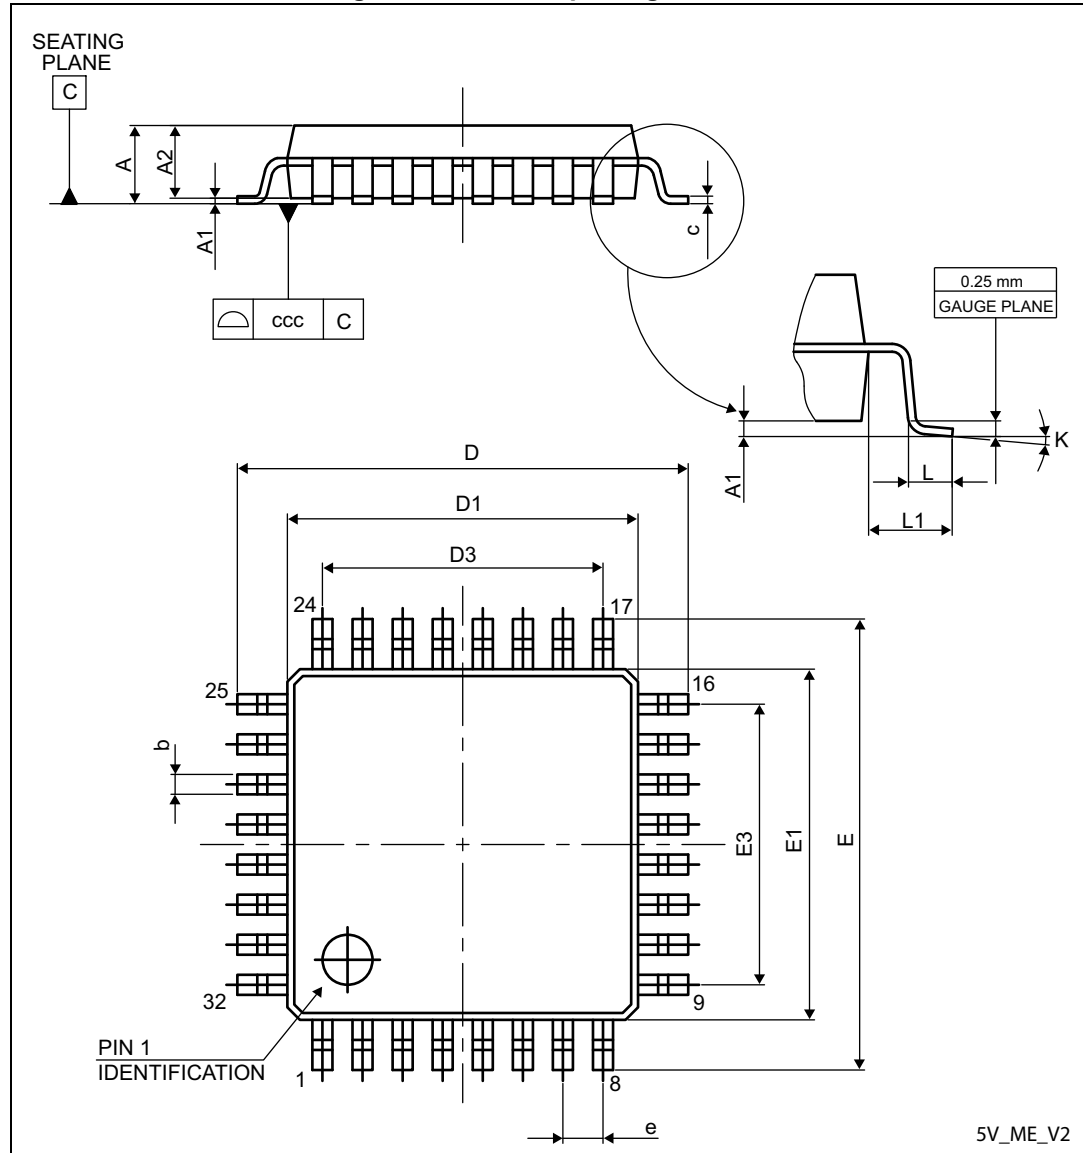 SEATING
PLANE
C
A
A2
A1
c
ccc C
0.25 mm
GAUGE PLANE
K
A1
L
L1
D
D1
D3
24
17
25
16
b
E3
E1
E
32
9
PIN 1
IDENTIFICATION
1
8
e
5V_ME_V2